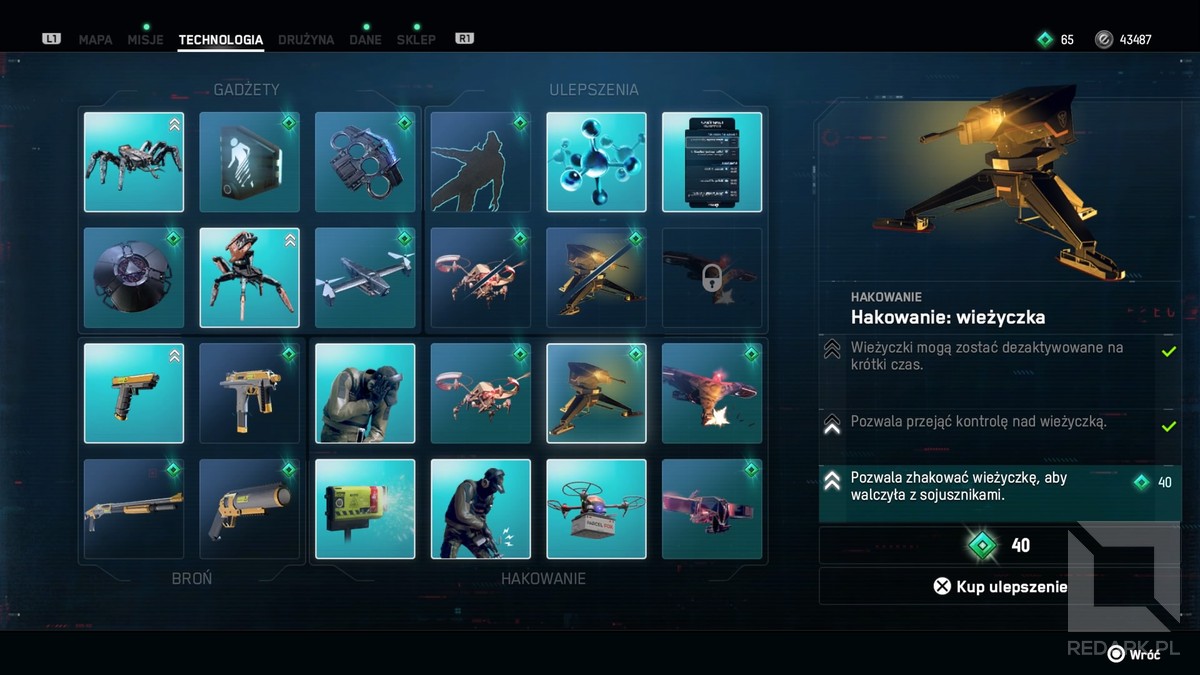 L1 MAPA MISJE TECHNOLOGIA DRUŻYNA DANE SKLEP R1
65 43487
GADŻETY
ULEPSZENIA
HAKOWANIE
Hakowanie: wieżyczka
Wieżyczki mogą zostać dezaktywowane na
krótki czas.
Pozwala przejąć kontrolę nad wieżyczką.
Pozwala zhakować wieżyczkę, aby
walczyła z sojusznikami.
40
40
Kup ulepszenie
BROŃ
HAKOWANIE
REDARK.PL
Wróć